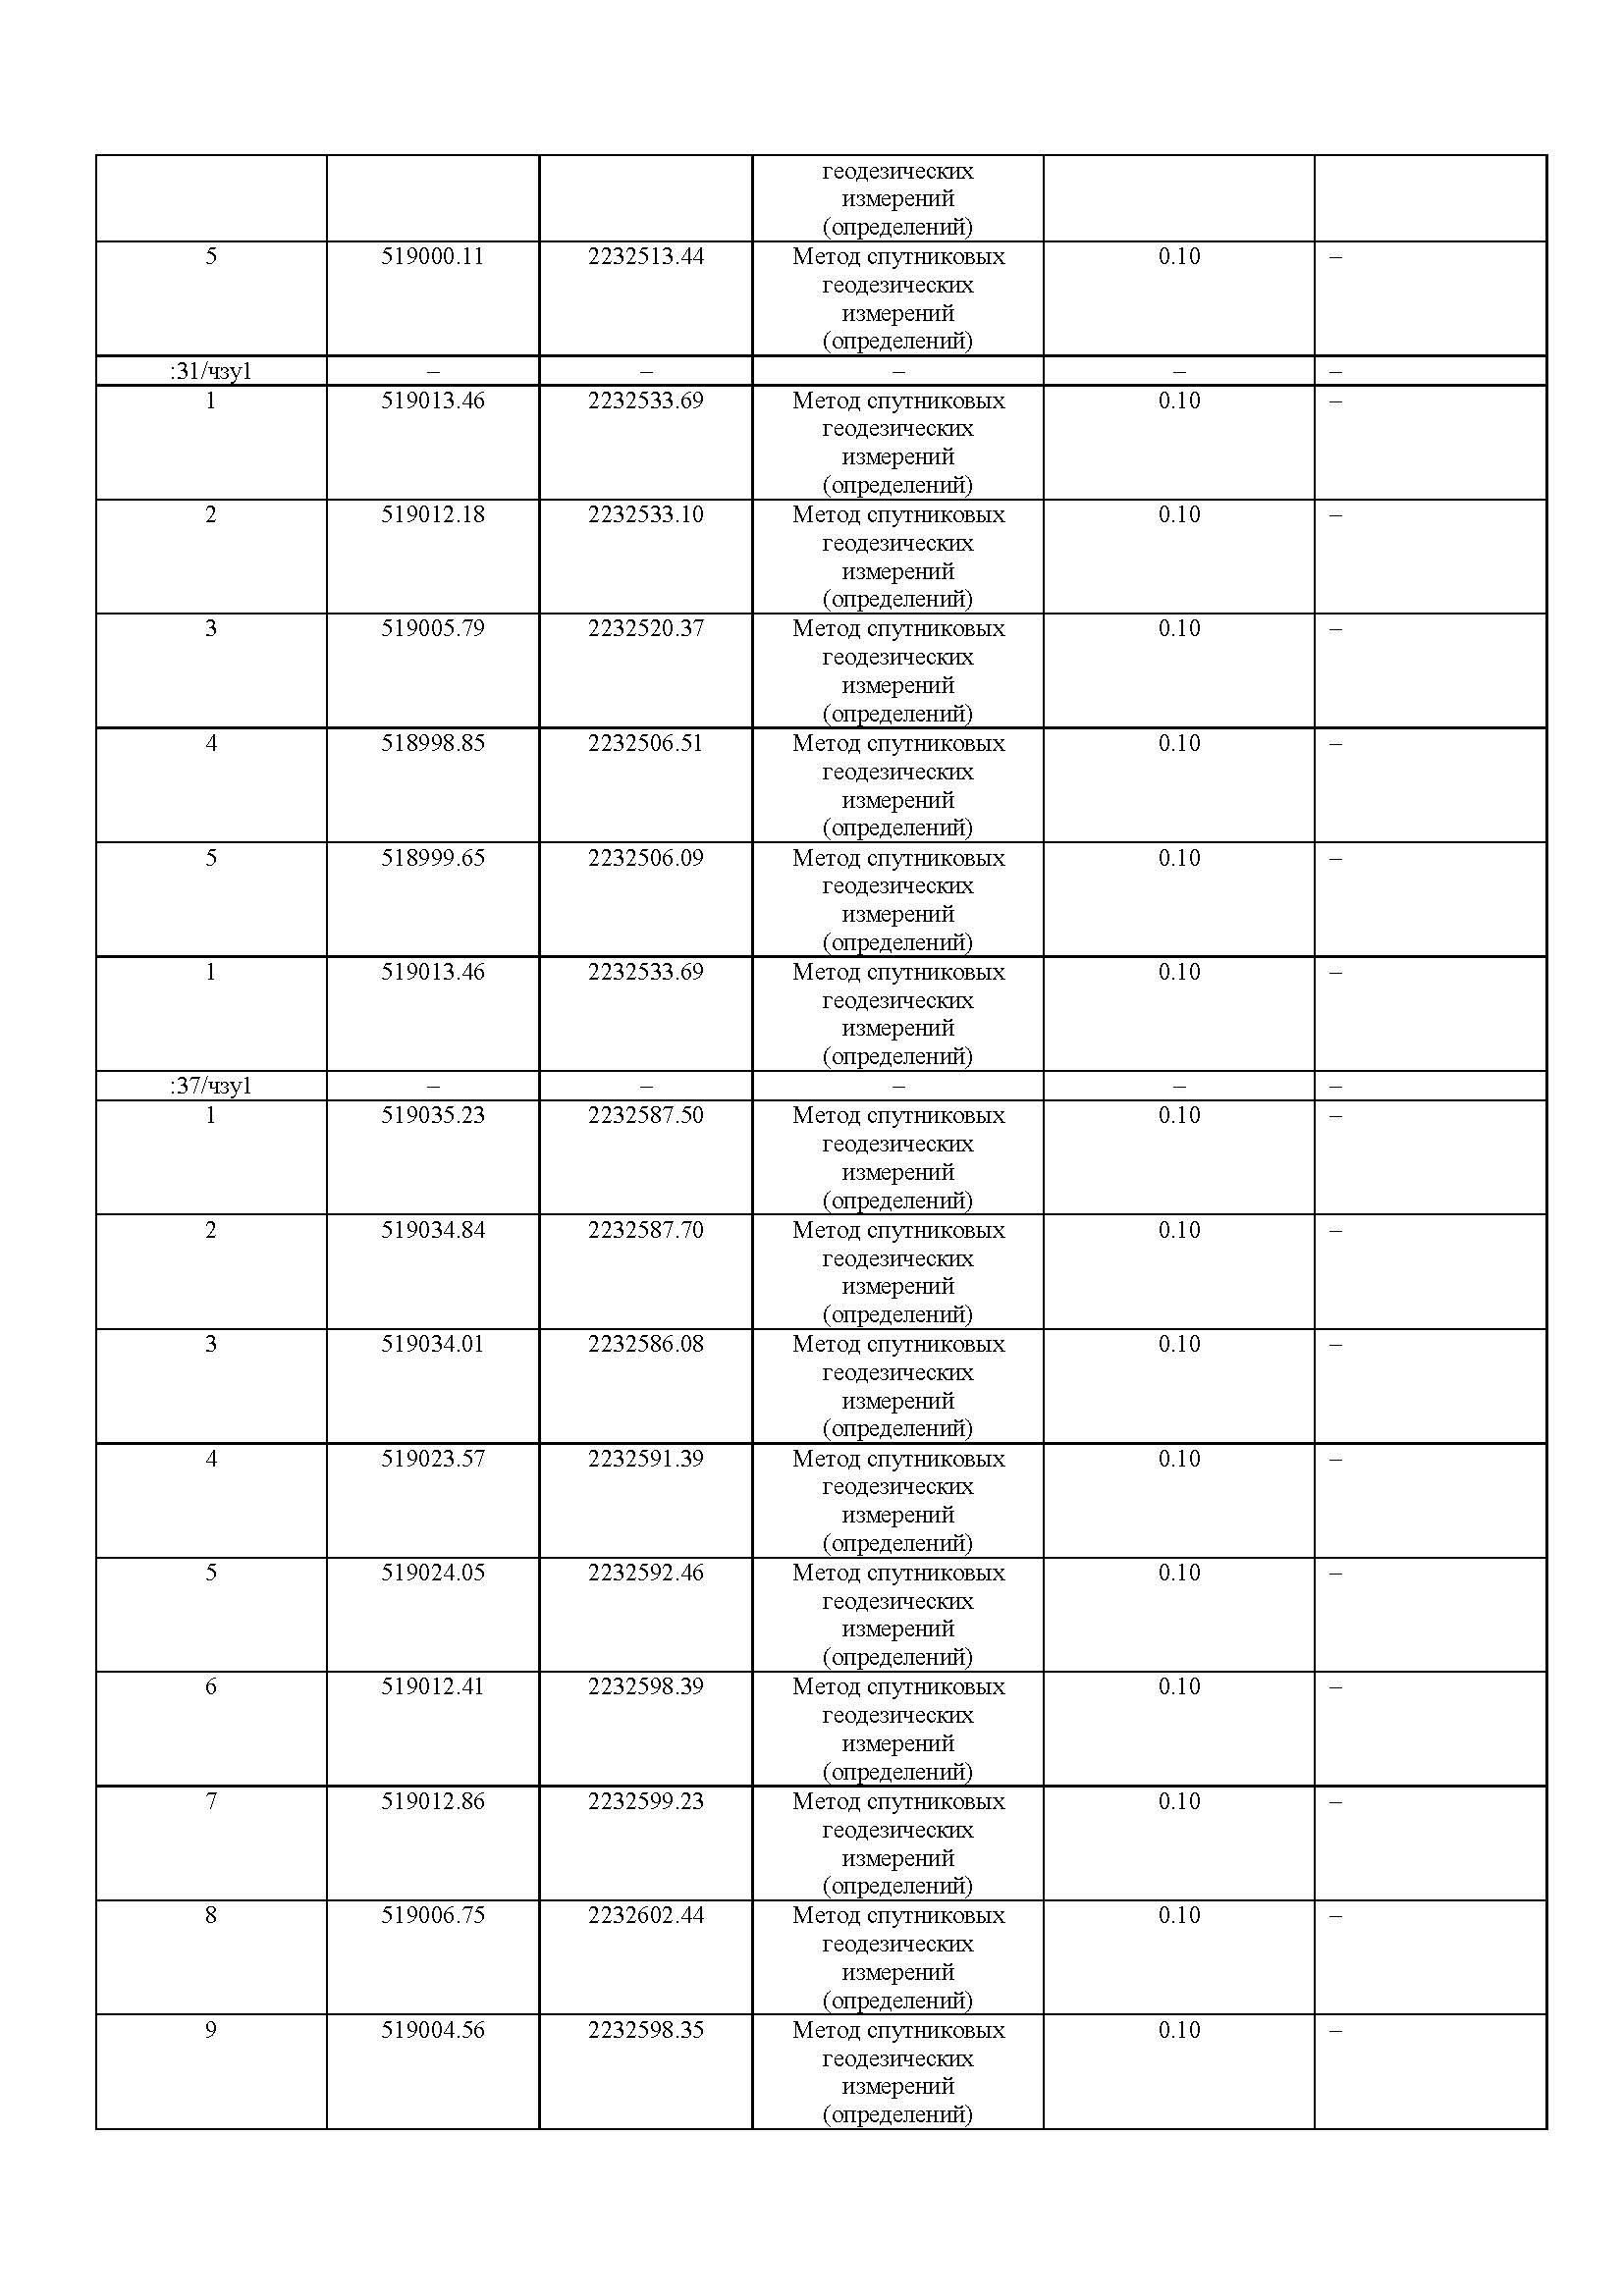 геодезических
измерений
(определений)
5 519000.11 2232513.44 Метод спутниковых 0.10 –
геодезических
измерений
(определений)
:31/чзу1 – – – – –
1 519013.46 2232533.69 Метод спутниковых 0.10 –
геодезических
измерений
(определений)
2 519012.18 2232533.10 Метод спутниковых 0.10 –
геодезических
измерений
(определений)
3 519005.79 2232520.37 Метод спутниковых 0.10 –
геодезических
измерений
(определений)
4 518998.85 2232506.51 Метод спутниковых 0.10 –
геодезических
измерений
(определений)
5 518999.65 2232506.09 Метод спутниковых 0.10 –
геодезических
измерений
(определений)
1 519013.46 2232533.69 Метод спутниковых 0.10 –
геодезических
измерений
(определений)
:37/чзу1 – – – – –
1 519035.23 2232587.50 Метод спутниковых 0.10 –
геодезических
измерений
(определений)
2 519034.84 2232587.70 Метод спутниковых 0.10 –
геодезических
измерений
(определений)
3 519034.01 2232586.08 Метод спутниковых 0.10 –
геодезических
измерений
(определений)
4 519023.57 2232591.39 Метод спутниковых 0.10 –
геодезических
измерений
(определений)
5 519024.05 2232592.46 Метод спутниковых 0.10 –
геодезических
измерений
(определений)
6 519012.41 2232598.39 Метод спутниковых 0.10 –
геодезических
измерений
(определений)
7 519012.86 2232599.23 Метод спутниковых 0.10 –
геодезических
измерений
(определений)
8 519006.75 2232602.44 Метод спутниковых 0.10 –
геодезических
измерений
(определений)
9 519004.56 2232598.35 Метод спутниковых 0.10 –
геодезических
измерений
(определений)